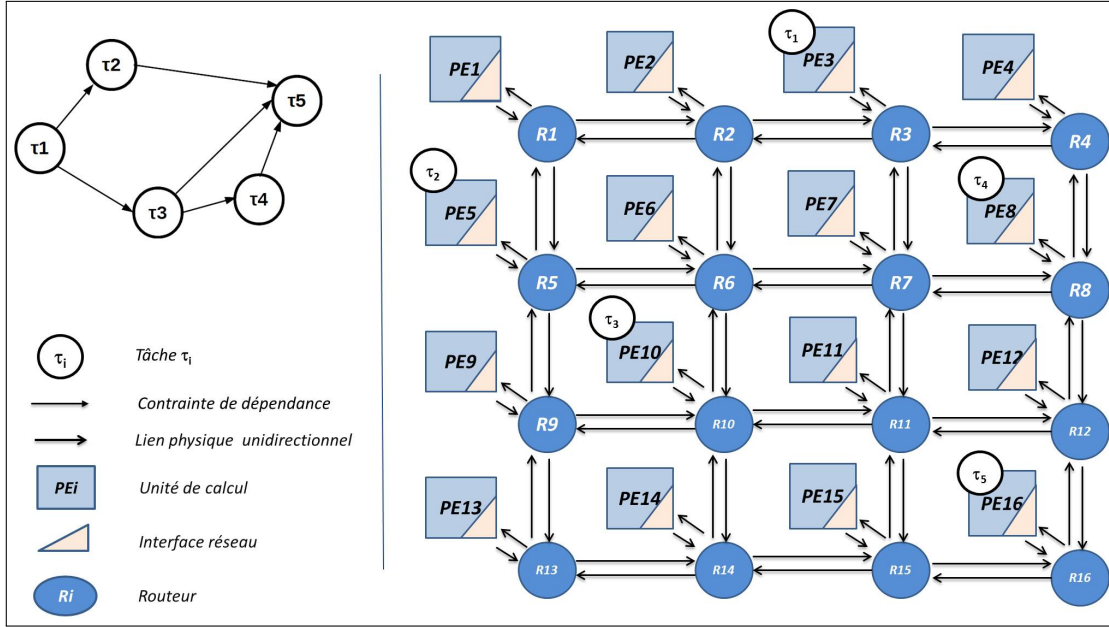 τ2
τ5
τ1
τ4
τ3
τi
Tâche τi
Contrainte de dépendance
Lien physique unidirectionnel
PEi
Unité de calcul
Interface réseau
Ri
Routeur
τ1
PE1
PE2
PE3
PE4
R1
R2
R3
R4
τ2
τ4
PE5
PE6
PE7
PE8
R5
R6
R7
R8
τ3
PE9
PE10
PE11
PE12
R9
R10
R11
R12
τ5
PE13
PE14
PE15
PE16
R13
R14
R15
R16